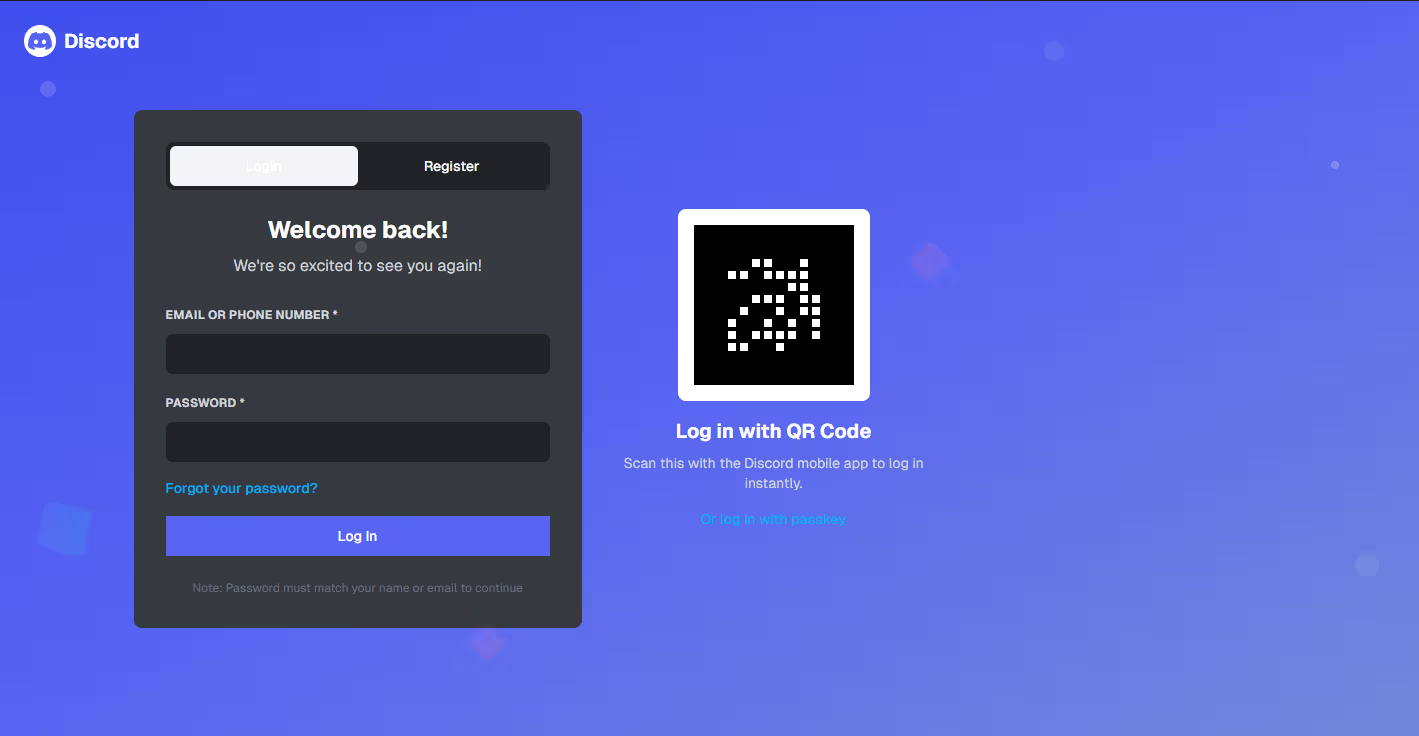 Discord
Login
Register
Welcome back!
We're so excited to see you again!
EMAIL OR PHONE NUMBER *
PASSWORD *
Forgot your password?
Log In
Note: Password must match your name or email to continue
Log in with QR Code
Scan this with the Discord mobile app to log in
instantly.
Or log in with passkey